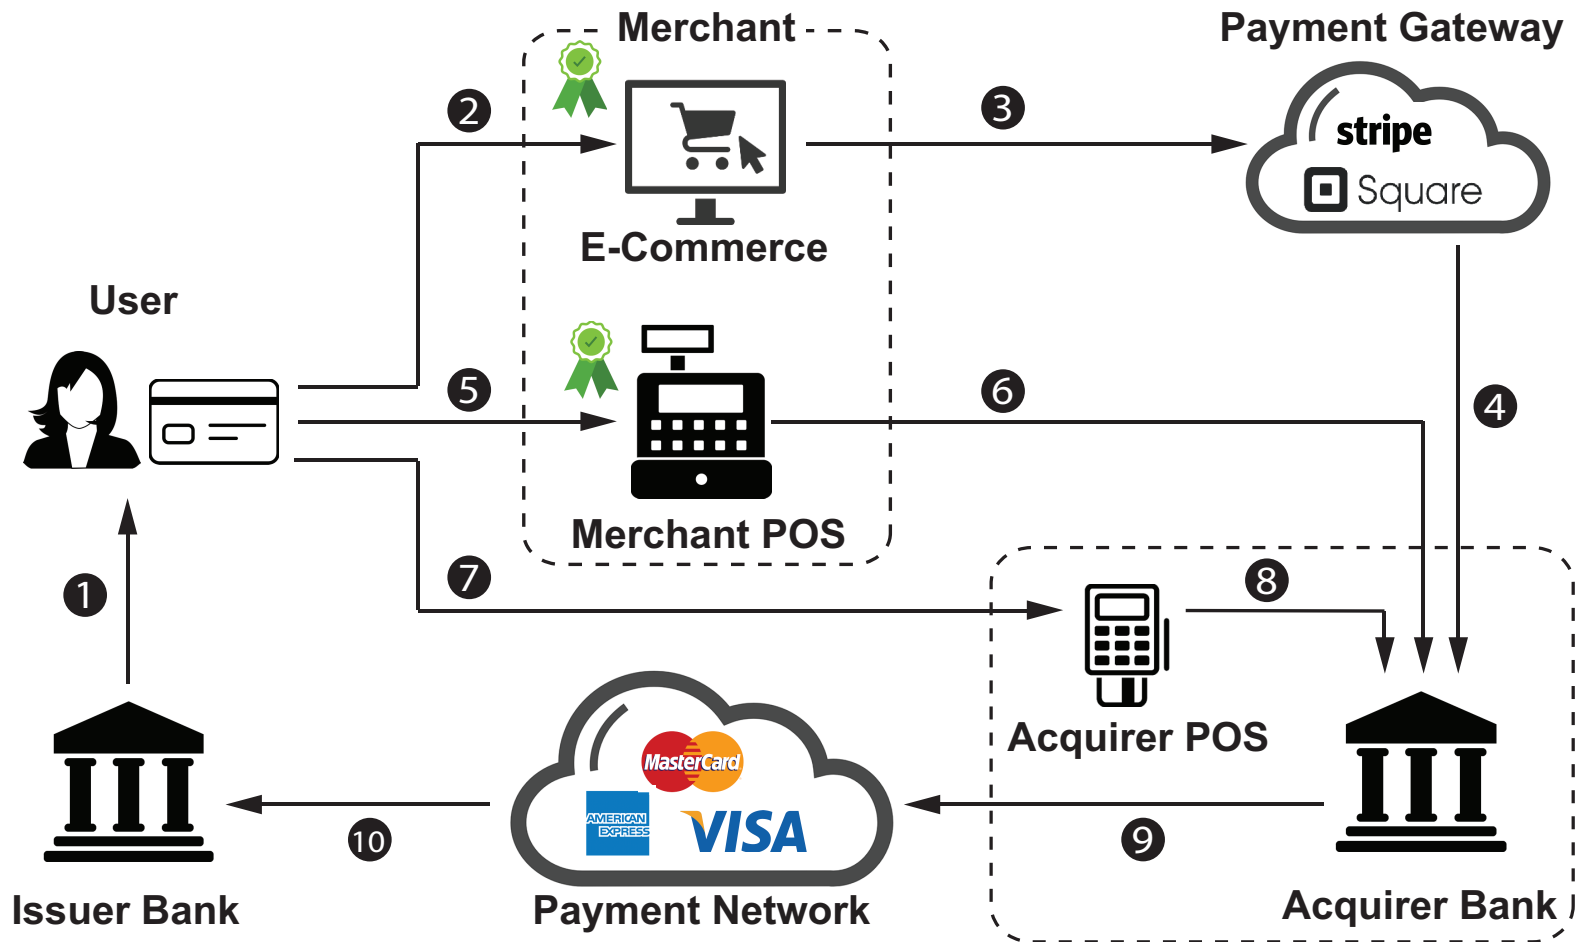 Merchant
Payment Gateway
2
3
stripe
Square
E-Commerce
User
5
6
4
Merchant POS
7
8
1
Acquirer POS
MasterCard
AMERICAN
EXPRESS
VISA
10
9
Issuer Bank
Payment Network
Acquirer Bank